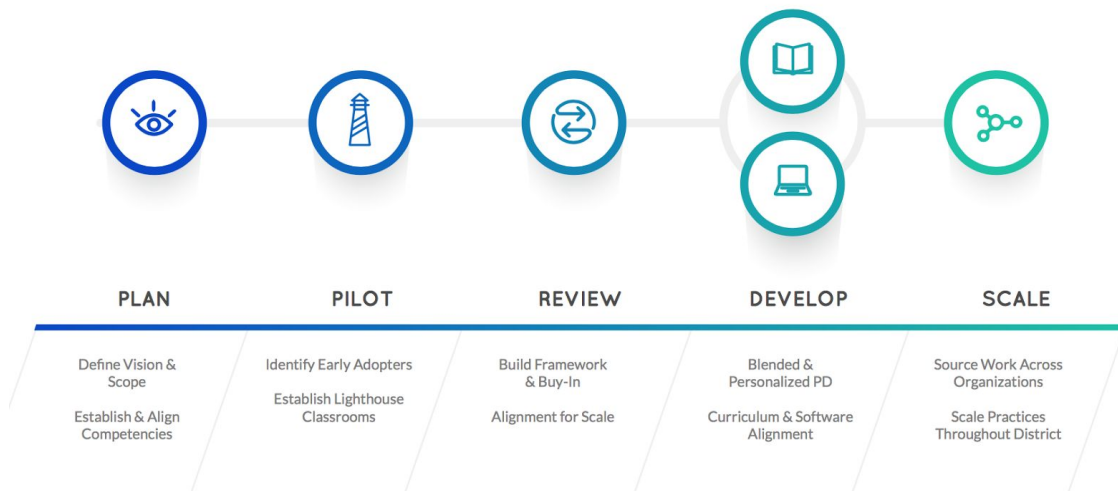 PLAN
PILOT
REVIEW
DEVELOP
SCALE
Define Vision &
Scope
Establish & Align
Competencies
Identify Early Adopters
Establish Lighthouse
Classrooms
Build Framework
& Buy-In
Alignment for Scale
Blended &
Personalized PD
Curriculum & Software
Alignment
Source Work Across
Organizations
Scale Practices
Throughout District